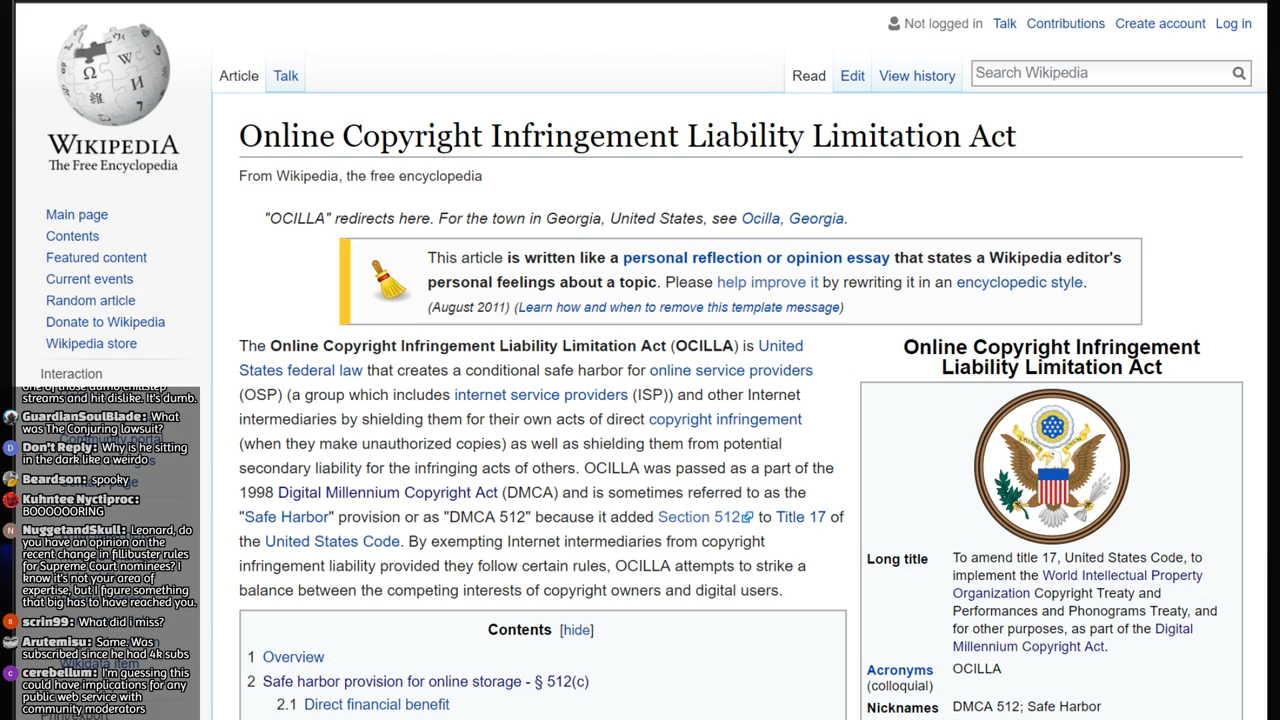 Not logged in Talk Contributions Create account Log in
Article Talk Read Edit View history Search Wikipedia
WIKIPEDIA
The Free Encyclopedia
Main page
Contents
Featured content
Current events
Random article
Donate to Wikipedia
Wikipedia store
Interaction
Online Copyright Infringement Liability Limitation Act
From Wikipedia, the free encyclopedia
"OCILLA" redirects here. For the town in Georgia, United States, see Ocilla, Georgia.
This article is written like a personal reflection or opinion essay that states a Wikipedia editor's
personal feelings about a topic. Please help improve it by rewriting it in an encyclopedic style.
(August 2011) (Learn how and when to remove this template message)
The Online Copyright Infringement Liability Limitation Act (OCILLA) is United
States federal law that creates a conditional safe harbor for online service providers
(OSP) (a group which includes internet service providers (ISP)) and other Internet
intermediaries by shielding them for their own acts of direct copyright infringement
(when they make unauthorized copies) as well as shielding them from potential
secondary liability for the infringing acts of others. OCILLA was passed as a part of the
1998 Digital Millennium Copyright Act (DMCA) and is sometimes referred to as the
"Safe Harbor" provision or as "DMCA 512" because it added Section 512 to Title 17 of
the United States Code. By exempting Internet intermediaries from copyright
infringement liability provided they follow certain rules, OCILLA attempts to strike a
balance between the competing interests of copyright owners and digital users.
Contents [hide]
1 Overview
2 Safe harbor provision for online storage - § 512(c)
2.1 Direct financial benefit
Online Copyright Infringement
Liability Limitation Act
Long title To amend title 17, United States Code, to
implement the World Intellectual Property
Organization Copyright Treaty and
Performances and Phonograms Treaty, and
for other purposes, as part of the Digital
Millennium Copyright Act.
Acronyms OCILLA
(colloquial)
Nicknames DMCA 512; Safe Harbor
one of those dumb chillstep
streams and hit dislike. It's dumb.
GuardianSoulBlade: What
was The Conjuring lawsuit?
Don't Reply: Why is he sitting
in the dark like a weirdo
Beardson: spooky
Kuhntee Nyctiproc:
BOOOOOORING
NuggetandSkull: Leonard, do
you have an opinion on the
recent change in fillibuster rules
for Supreme Court nominees? I
know it's not your area of
expertise, but I figure something
that big has to have reached you.
scrin99: What did i miss?
Arutemisu: Same. Was
subscribed since he had 4k subs
cerebellum: I'm guessing this
could have implications for any
public web service with
community moderators
Community portal
Wikidata item
Print/export